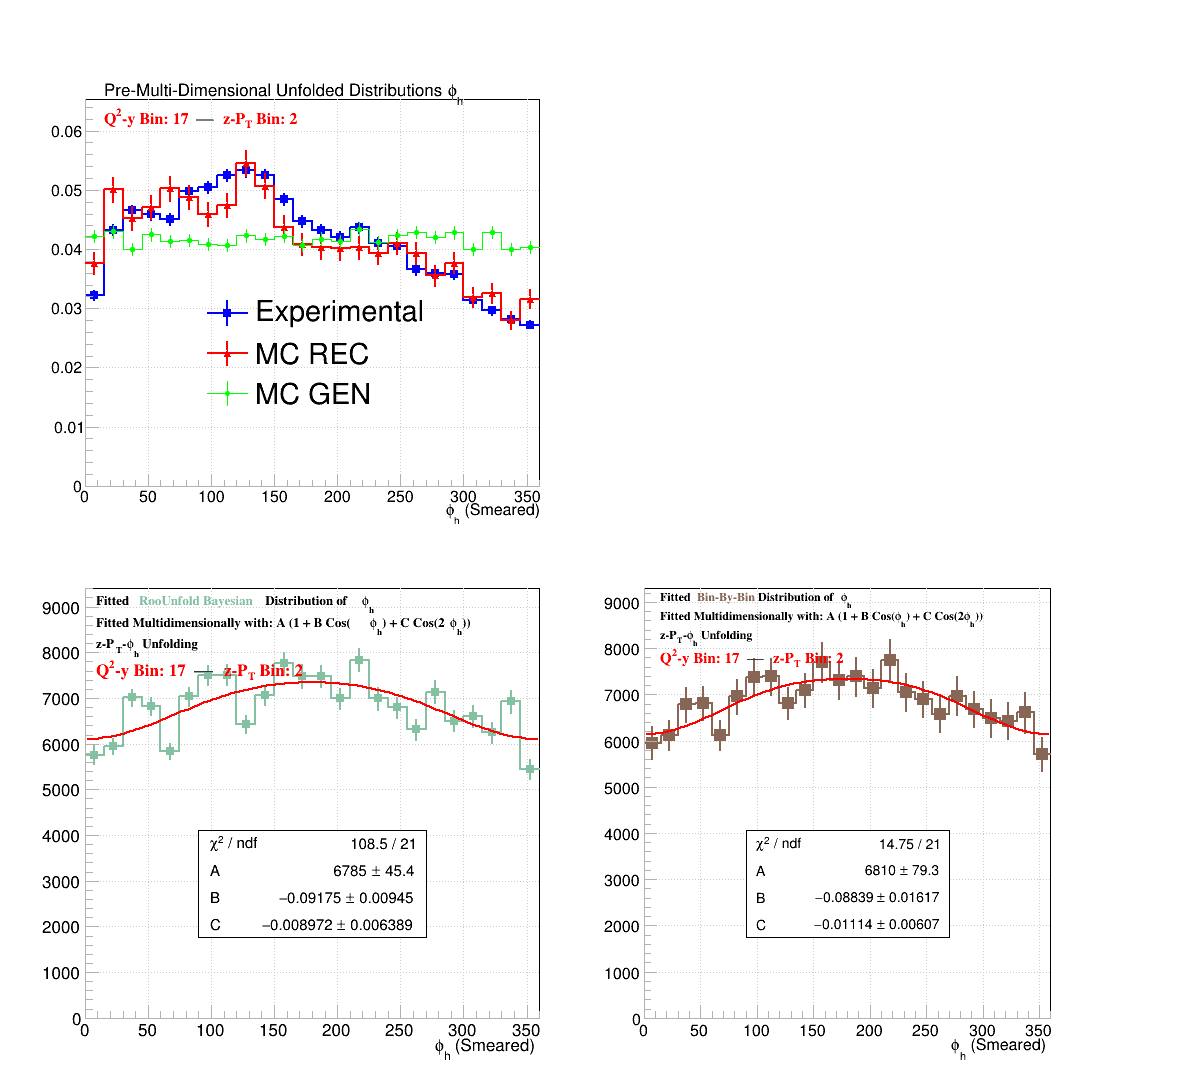 Pre-Multi-Dimensional Unfolded Distributions ϕh
Q²-y Bin: 17 — z-PT Bin: 2
0.06
0.05
0.04
0.03
0.02
0.01
0
Experimental
MC REC
MC GEN
0 50 100 150 200 250 300 350
ϕh (Smeared)
Fitted RooUnfold Bayesian Distribution of ϕh
Fitted Multidimensionally with: A (1 + B Cos( ϕh) + C Cos(2 ϕh))
z-PT-ϕh Unfolding
Q²-y Bin: 17 — z-PT Bin: 2
9000
8000
7000
6000
5000
4000
3000
2000
1000
0
χ² / ndf 108.5 / 21
A 6785 ± 45.4
B −0.09175 ± 0.00945
C −0.008972 ± 0.006389
0 50 100 150 200 250 300 350
ϕh (Smeared)
Fitted Bin-By-Bin Distribution of ϕh
Fitted Multidimensionally with: A (1 + B Cos(ϕh) + C Cos(2ϕh))
z-PT-ϕh Unfolding
Q²-y Bin: 17 — z-PT Bin: 2
9000
8000
7000
6000
5000
4000
3000
2000
1000
0
χ² / ndf 14.75 / 21
A 6810 ± 79.3
B −0.08839 ± 0.01617
C −0.01114 ± 0.00607
0 50 100 150 200 250 300 350
ϕh (Smeared)